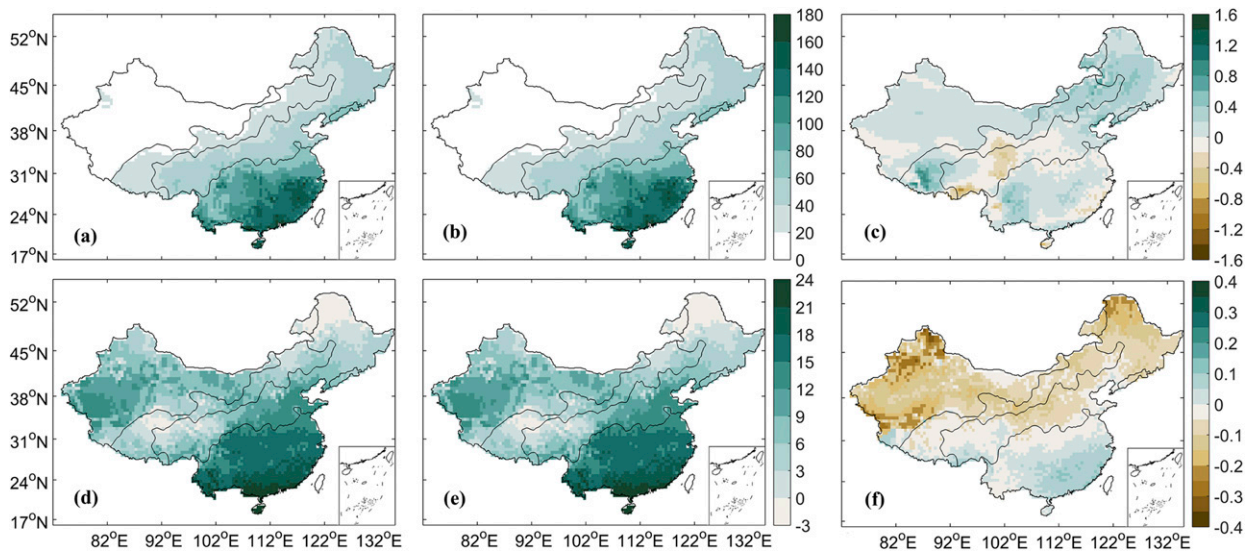 52°N
45°N
38°N
31°N
24°N
17°N
(a)
(b)
180
160
140
120
100
80
60
40
20
0
(c)
1.6
1.2
0.8
0.4
0
-0.4
-0.8
-1.2
-1.6
52°N
45°N
38°N
31°N
24°N
17°N
(d)
82°E 92°E 102°E 112°E 122°E 132°E
(e)
82°E 92°E 102°E 112°E 122°E 132°E
24
21
18
15
12
9
6
3
0
-3
(f)
82°E 92°E 102°E 112°E 122°E 132°E
0.4
0.3
0.2
0.1
0
-0.1
-0.2
-0.3
-0.4